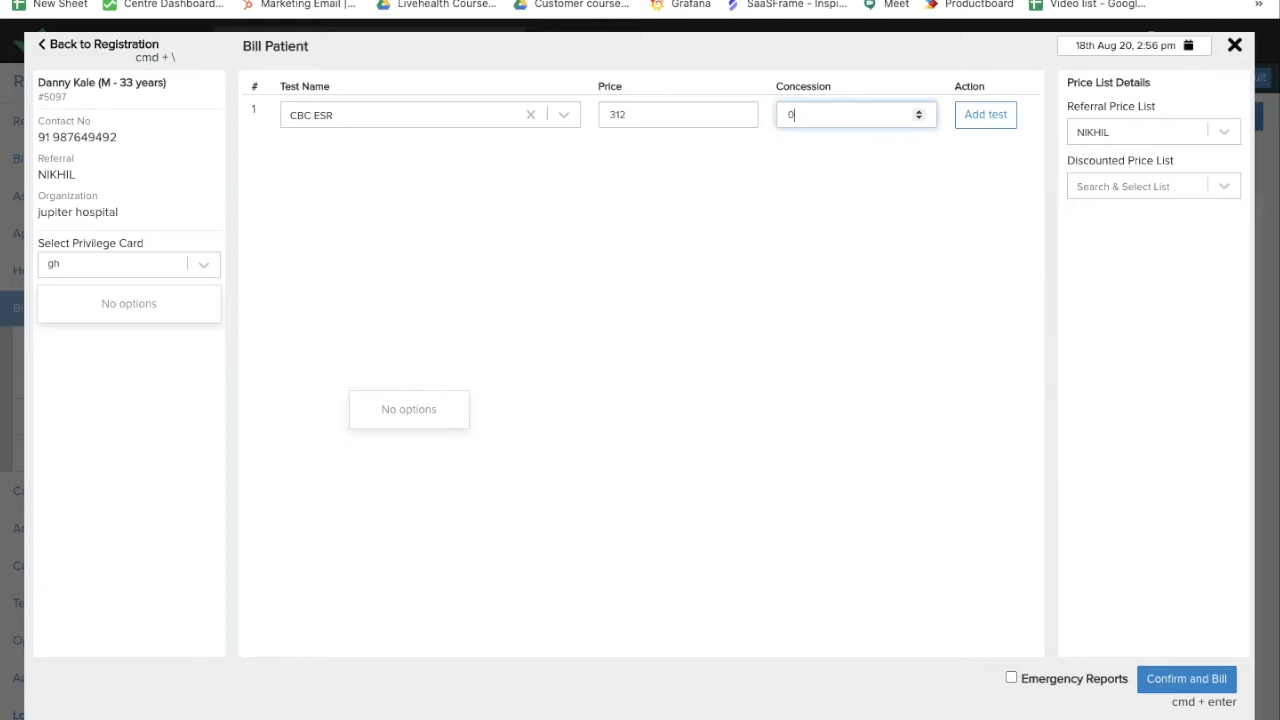 New Sheet
Centre Dashboard...
Marketing Email |...
Livehealth Course...
Customer course...
Grafana
SaaSFrame - Inspi...
Meet
Productboard
Video list - Googl...
»
Back to Registration
cmd + \
Bill Patient
18th Aug 20, 2:56 pm
Danny Kale (M - 33 years)
#5097
Contact No
91 987649492
Referral
NIKHIL
Organization
jupiter hospital
Select Privilege Card
gh
No options
# Test Name Price Concession Action
1 CBC ESR 312 0 Add test
No options
Price List Details
Referral Price List
NIKHIL
Discounted Price List
Search & Select List
Emergency Reports
Confirm and Bill
cmd + enter